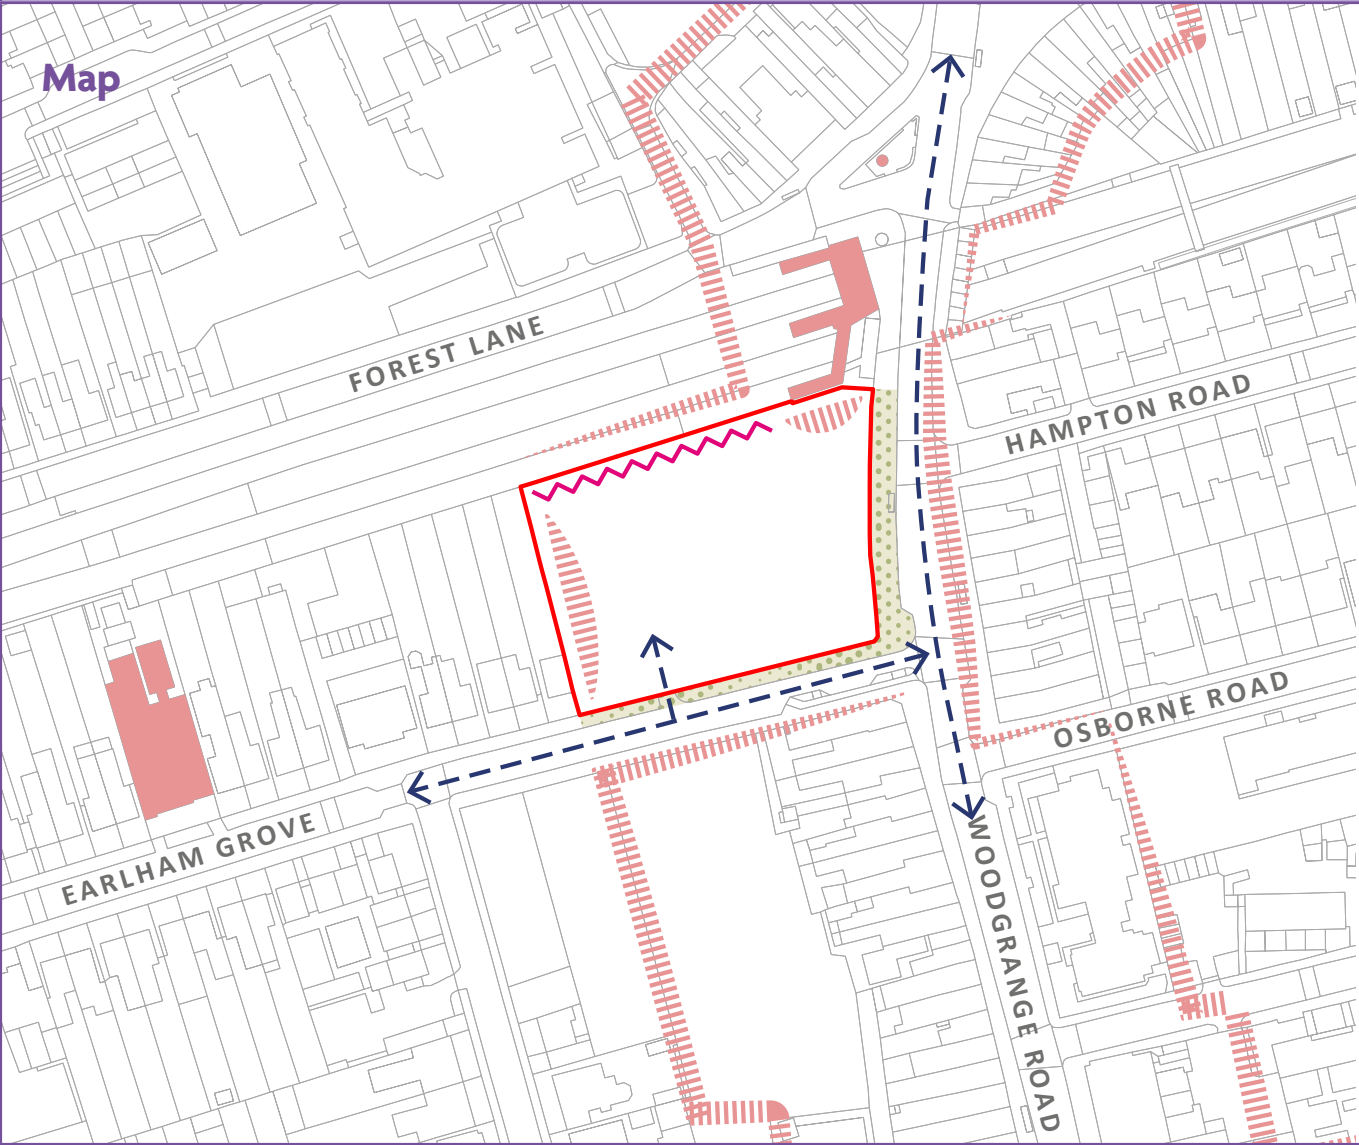 Map
FOREST LANE
HAMPTON ROAD
OSBORNE ROAD
EARLHAM GROVE
WOODGRANGE ROAD